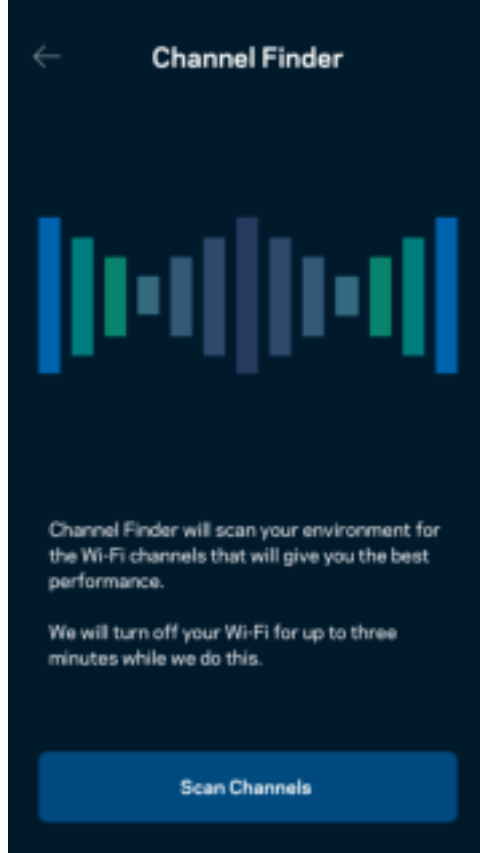 Channel Finder
Channel Finder will scan your environment for
the Wi-Fi channels that will give you the best
performance.
We will turn off your Wi-Fi for up to three
minutes while we do this.
Scan Channels